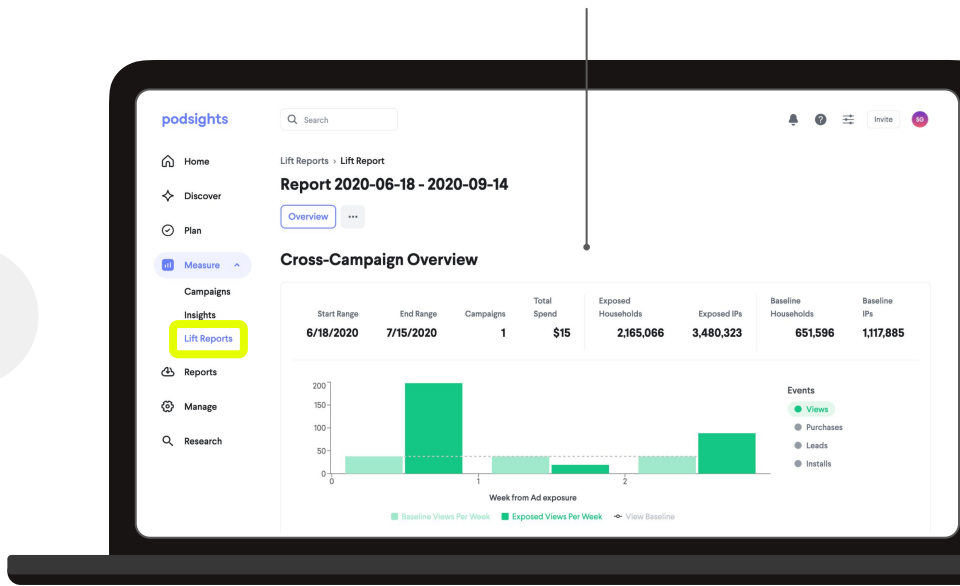 podsights
Search
Invite
SG
Home
Discover
Plan
Measure
Campaigns
Insights
Lift Reports
Reports
Manage
Research
Lift Reports › Lift Report
Report 2020-06-18 - 2020-09-14
Overview
...
Cross-Campaign Overview
Start Range
6/18/2020
End Range
7/15/2020
Campaigns
1
Total
Spend
$15
Exposed
Households
2,165,066
Exposed IPs
3,480,323
Baseline
Households
651,596
Baseline
IPs
1,117,885
200
150
100
50
0
0 1 2
Week from Ad exposure
Baseline Views Per Week Exposed Views Per Week View Baseline
Events
Views
Purchases
Leads
Installs